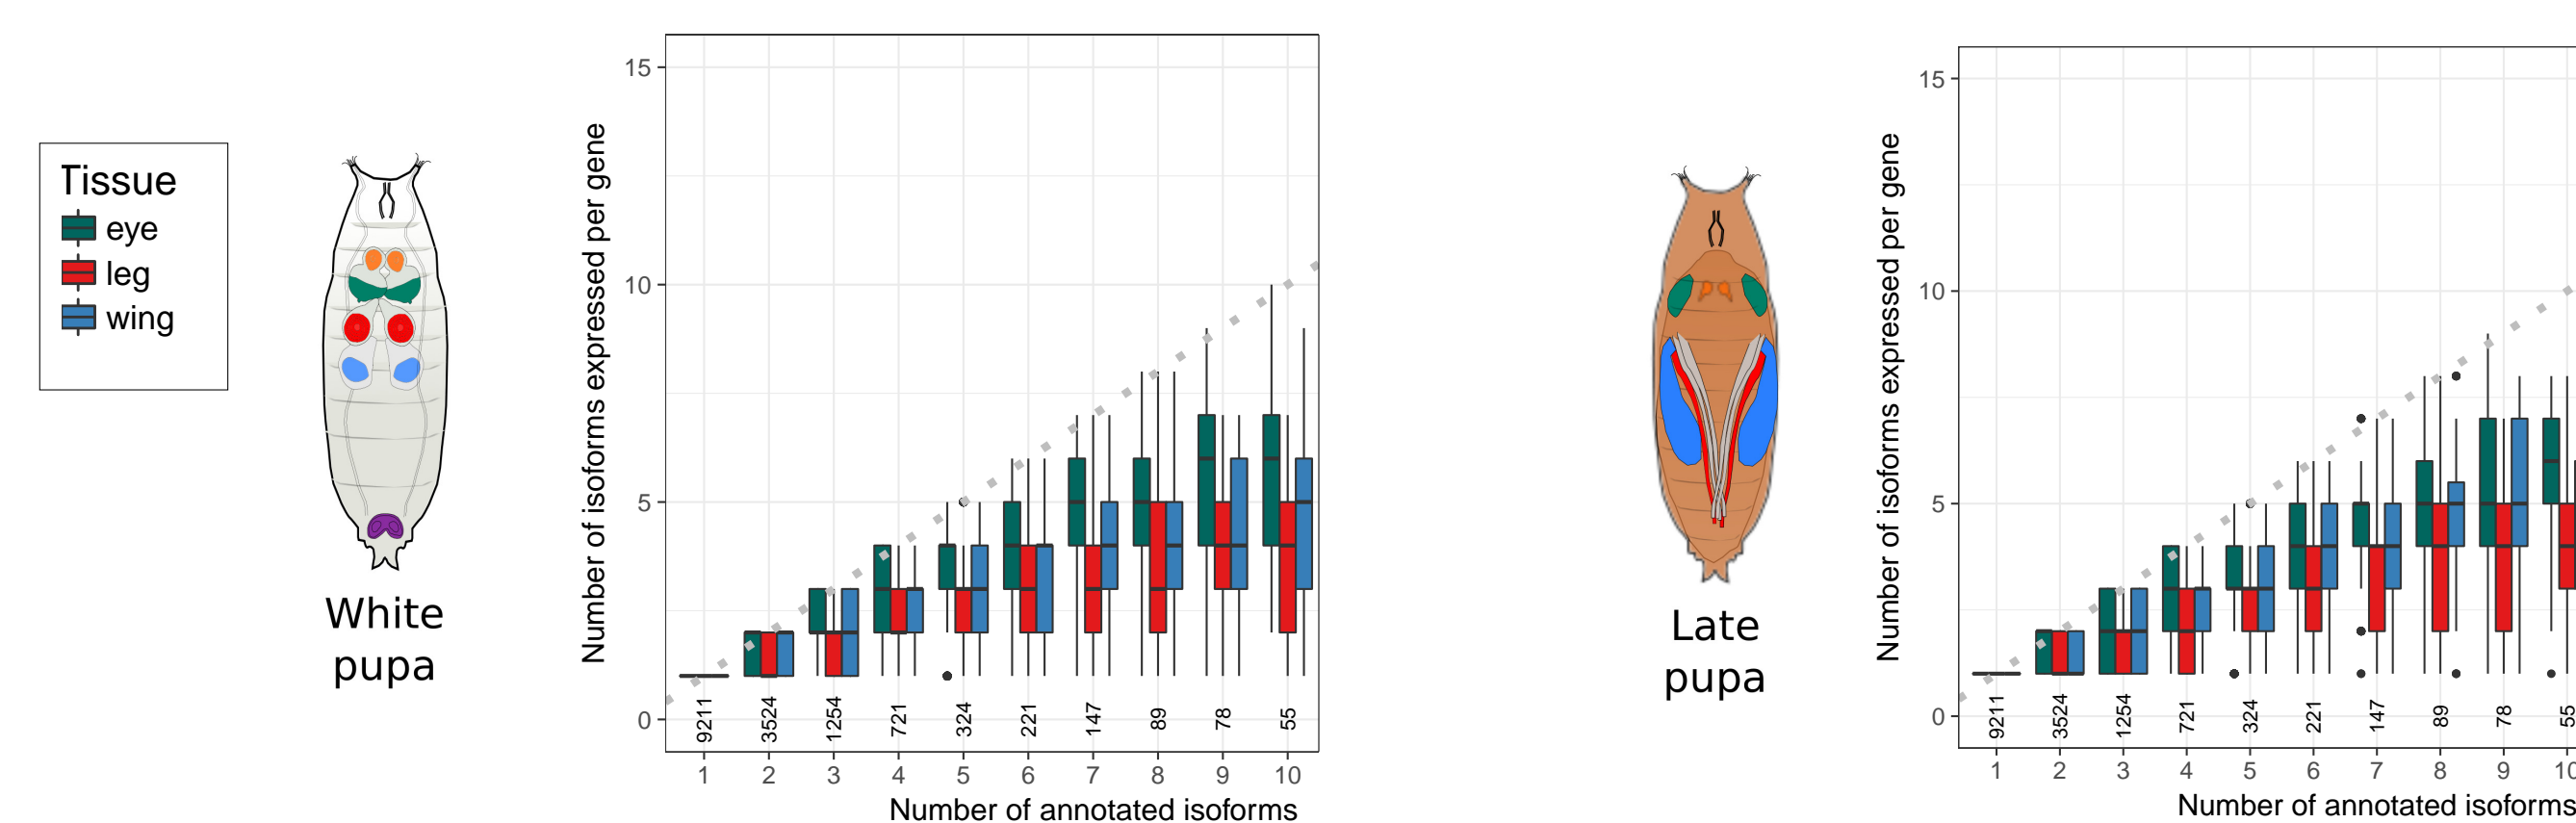 Tissue
eye
leg
wing
White
pupa
Number of isoforms expressed per gene
15
10
5
0
9211 3524 1254 721 324 221 147 89 78 55
1 2 3 4 5 6 7 8 9 10
Number of annotated isoforms
Late
pupa
Number of isoforms expressed per gene
15
10
5
0
9211 3524 1254 721 324 221 147 89 78 55
1 2 3 4 5 6 7 8 9 10
Number of annotated isoforms